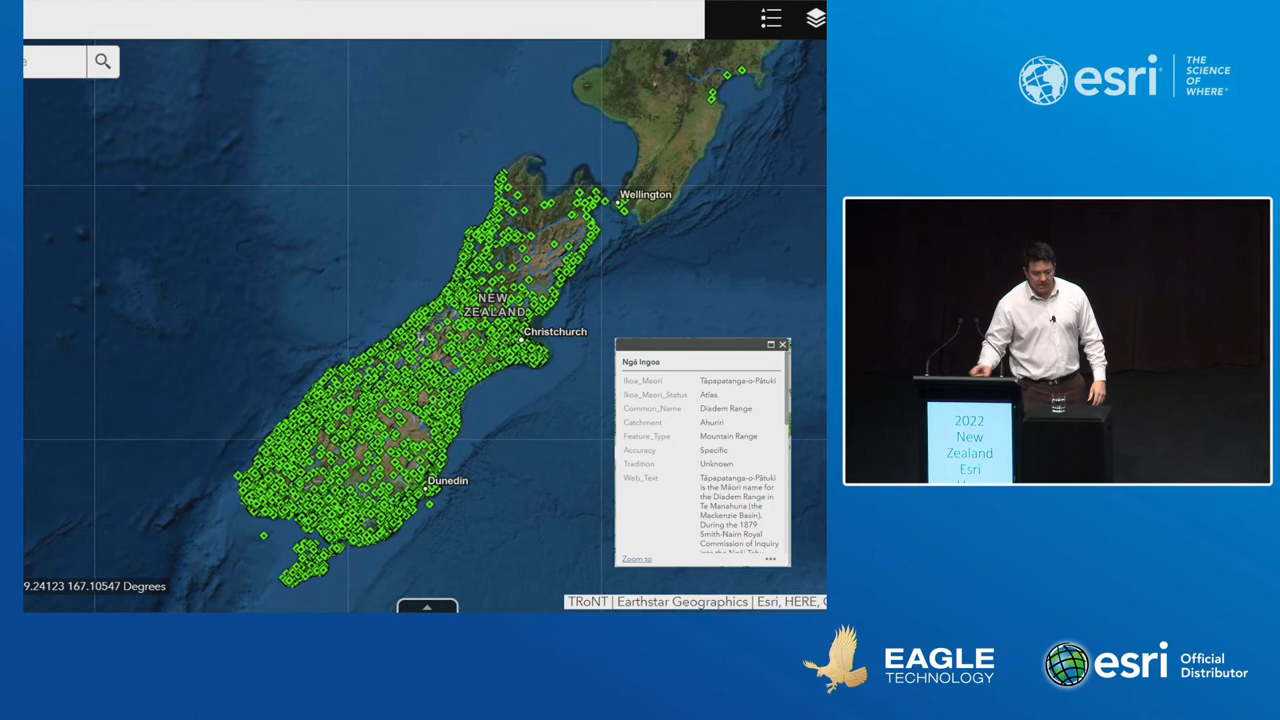 esri
THE
SCIENCE
OF
WHERE®
Wellington
NEW
ZEALAND
Christchurch
Dunedin
Ngā Ingoa
Ikoa_Maori Tāpapatanga-o-Pātuki
Ikoa_Maori_Status Atlas
Common_Name Diadem Range
Catchment Ahuriri
Feature_Type Mountain Range
Accuracy Specific
Tradition Unknown
Web_Text Tāpapatanga-o-Pātuki
is the Māori name for
the Diadem Range in
Te Manahuna (the
Mackenzie Basin).
During the 1879
Smith-Nairn Royal
Commission of Inquiry
Zoom to
9.24123 167.10547 Degrees
TRoNT | Earthstar Geographics | Esri, HERE,
2022
New
Zealand
Esri
EAGLE
TECHNOLOGY
esri
Official
Distributor